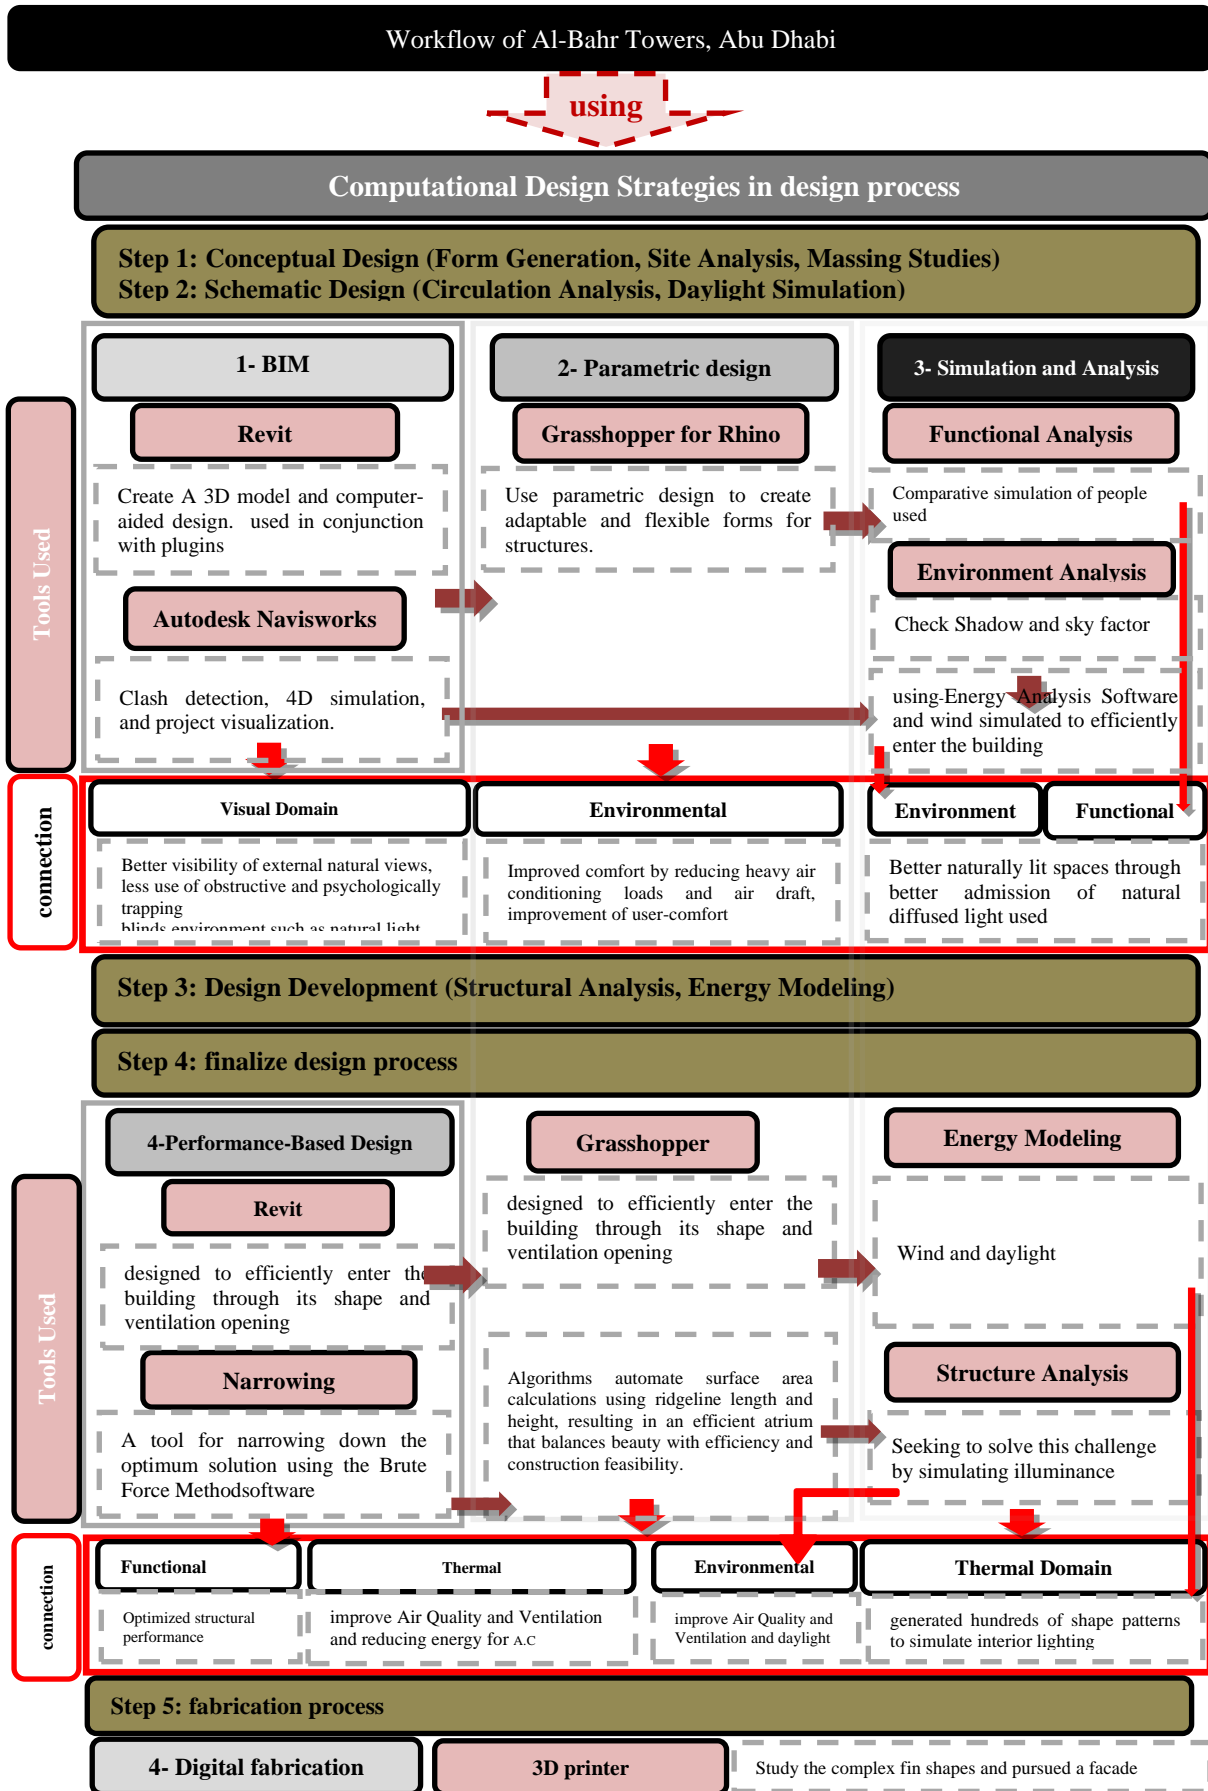 Workflow of Al-Bahr Towers, Abu Dhabi
using
Computational Design Strategies in design process
Step 1: Conceptual Design (Form Generation, Site Analysis, Massing Studies)
Step 2: Schematic Design (Circulation Analysis, Daylight Simulation)
Tools Used
1- BIM
Revit
Create A 3D model and computer-
aided design. used in conjunction
with plugins
Autodesk Navisworks
Clash detection, 4D simulation,
and project visualization.
2- Parametric design
Grasshopper for Rhino
Use parametric design to create
adaptable and flexible forms for
structures.
3- Simulation and Analysis
Functional Analysis
Comparative simulation of people
used
Environment Analysis
Check Shadow and sky factor
using-Energy Analysis Software
and wind simulated to efficiently
enter the building
connection
Visual Domain
Better visibility of external natural views,
less use of obstructive and psychologically
trapping
blinds environment such as natural light
Environmental
Improved comfort by reducing heavy air
conditioning loads and air draft,
improvement of user-comfort
Environment
Functional
Better naturally lit spaces through
better admission of natural
diffused light used
Step 3: Design Development (Structural Analysis, Energy Modeling)
Step 4: finalize design process
Tools Used
4-Performance-Based Design
Revit
designed to efficiently enter the
building through its shape and
ventilation opening
Narrowing
A tool for narrowing down the
optimum solution using the Brute
Force Methodsoftware
Grasshopper
designed to efficiently enter the
building through its shape and
ventilation opening
Algorithms automate surface area
calculations using ridgeline length and
height, resulting in an efficient atrium
that balances beauty with efficiency and
construction feasibility.
Energy Modeling
Wind and daylight
Structure Analysis
Seeking to solve this challenge
by simulating illuminance
connection
Functional
Optimized structural
performance
Thermal
improve Air Quality and Ventilation
and reducing energy for A.C
Environmental
improve Air Quality and
Ventilation and daylight
Thermal Domain
generated hundreds of shape patterns
to simulate interior lighting
Step 5: fabrication process
4- Digital fabrication
3D printer
Study the complex fin shapes and pursued a facade